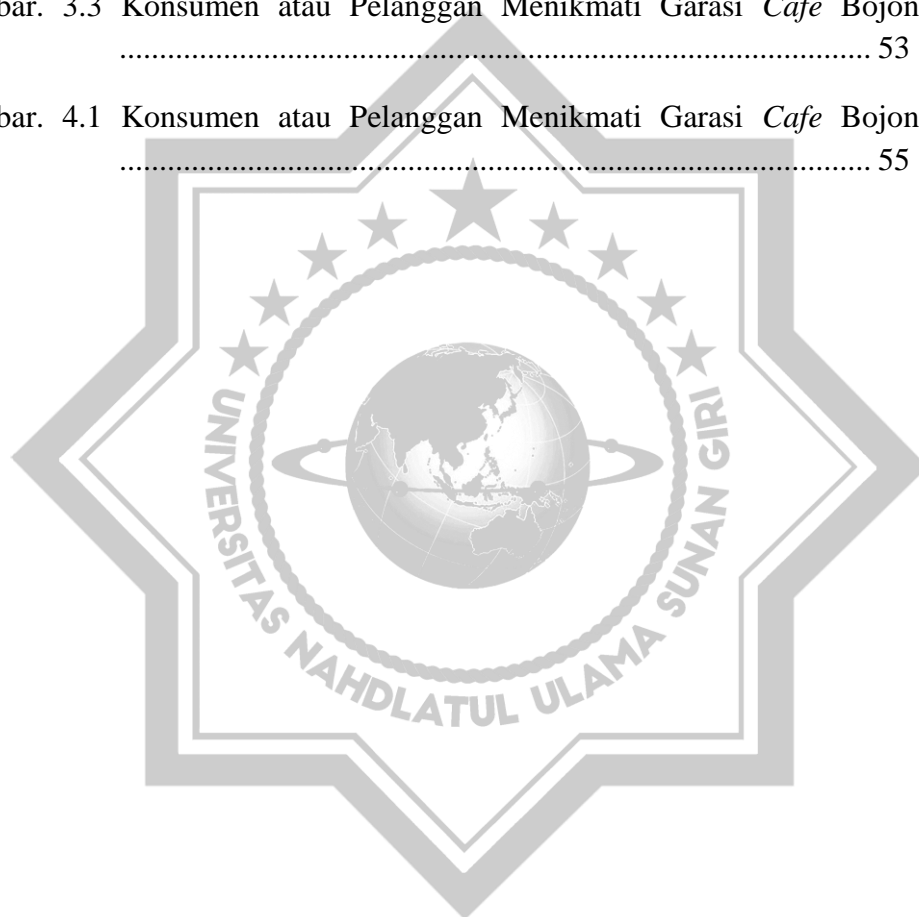 bar. 3.3 Konsumen atau Pelanggan Menikmati Garasi Cafe Bojon
.............................................................................................. 53
bar. 4.1 Konsumen atau Pelanggan Menikmati Garasi Cafe Bojon
.............................................................................................. 55
UNIVERSITAS NAHDLATUL ULAMA SUNAN GIRI